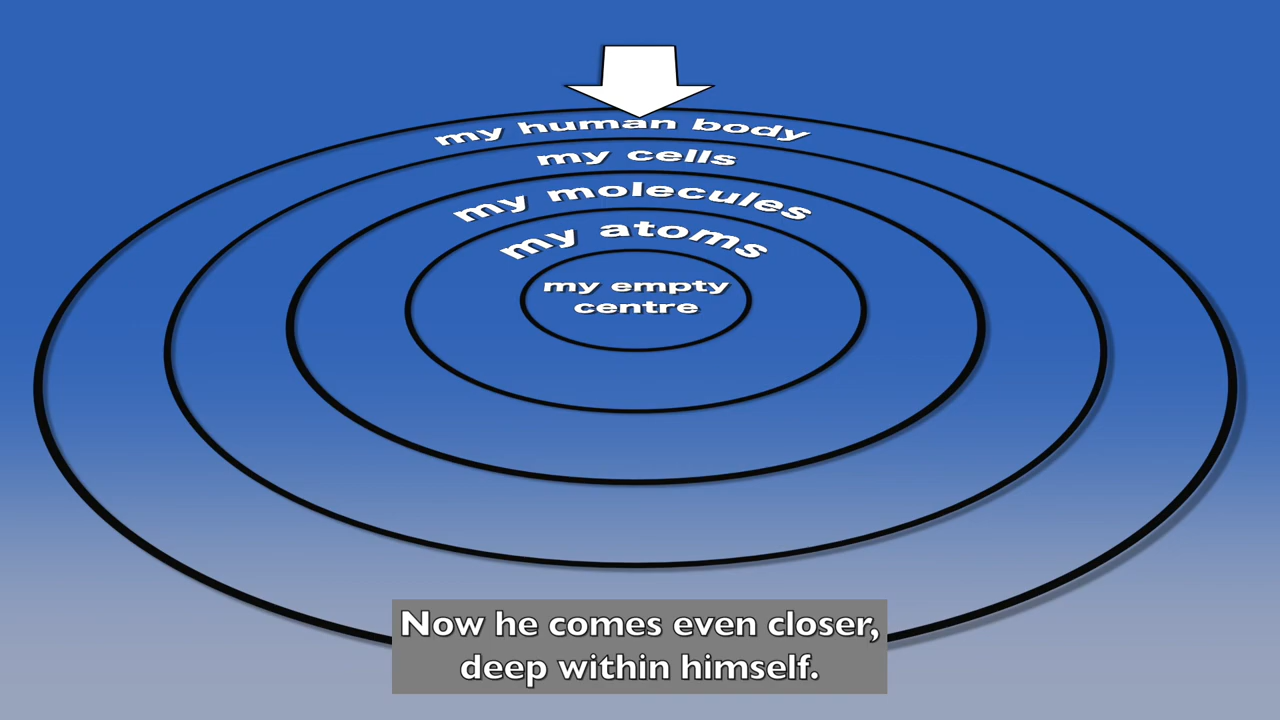 my human body
my cells
my molecules
my atoms
my empty
centre
Now he comes even closer,
deep within himself.